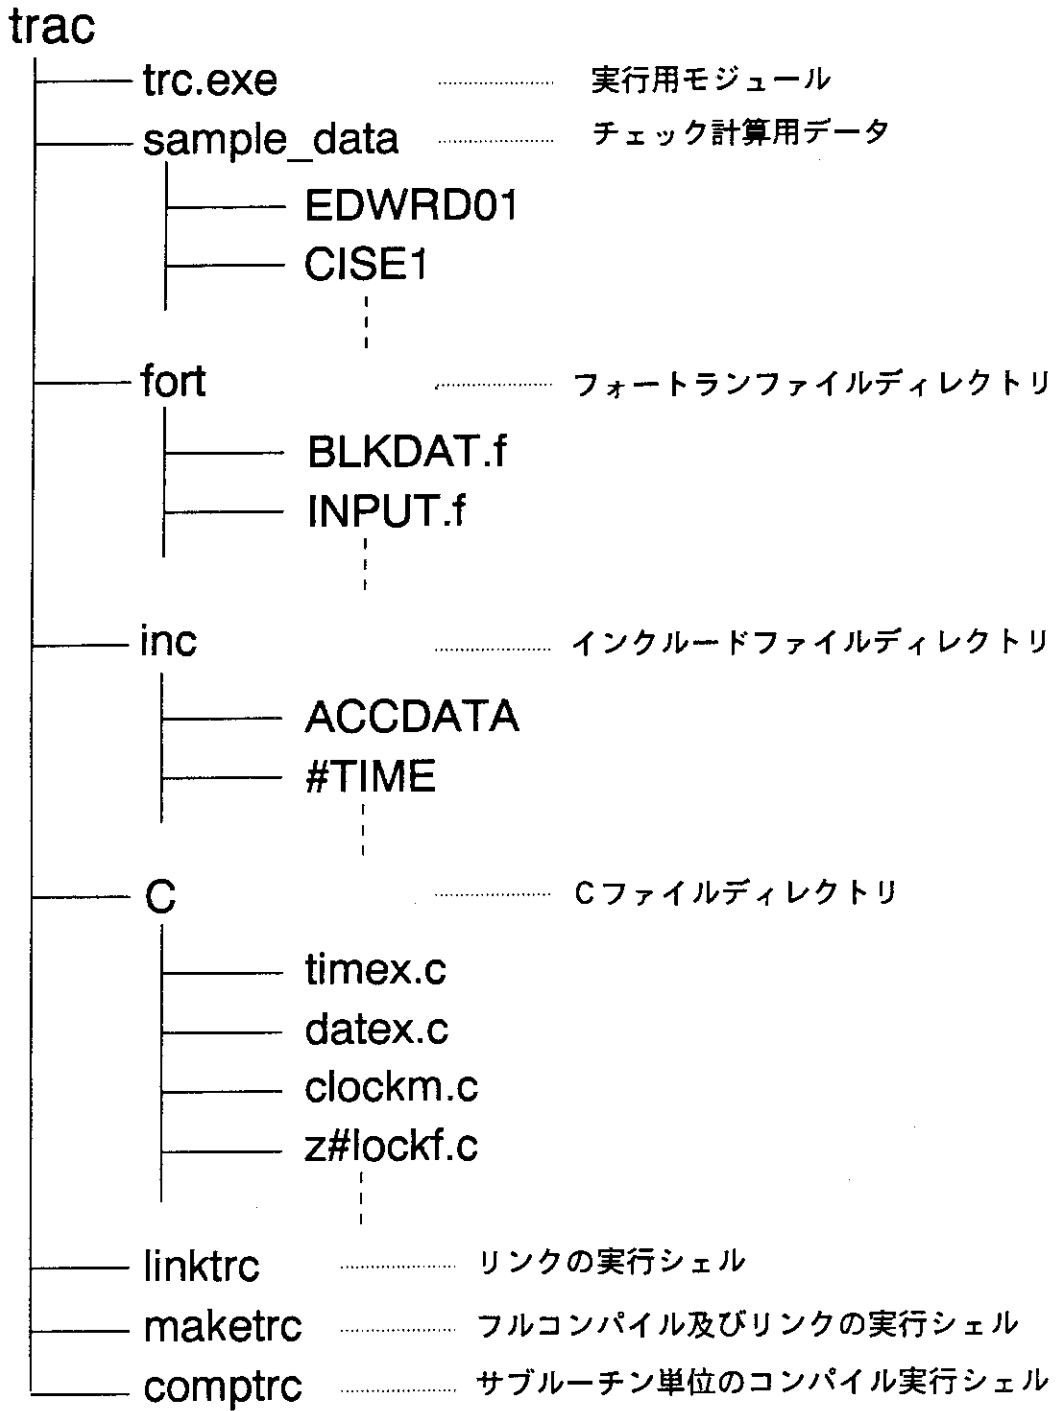 trac
trc.exe 実行用モジュール
sample_data チェック計算用データ
EDWRD01
CISE1
fort フォートランファイルディレクトリ
BLKDAT.f
INPUT.f
inc インクルードファイルディレクトリ
ACCDATA
#TIME
C Cファイルディレクトリ
timex.c
datex.c
clockm.c
z#lockf.c
linktrc リンクの実行シェル
maketrc フルコンパイル及びリンクの実行シェル
comptrc サブルーチン単位のコンパイル実行シェル